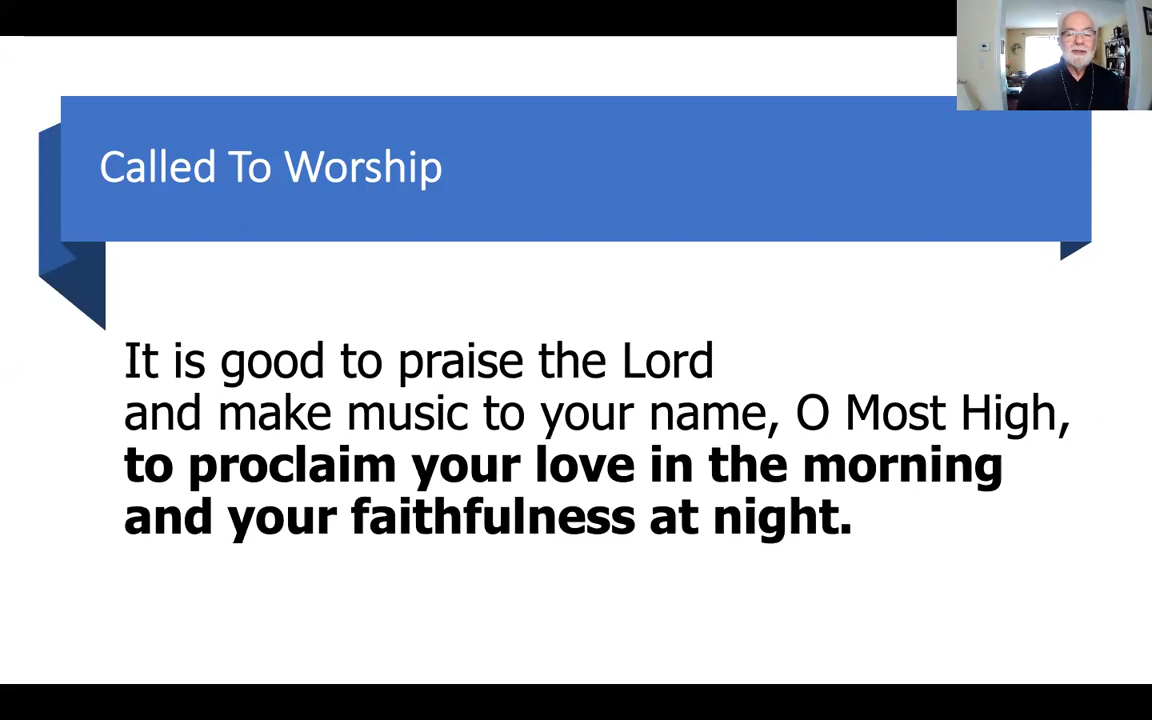 Called To Worship
It is good to praise the Lord
and make music to your name, O Most High,
to proclaim your love in the morning
and your faithfulness at night.